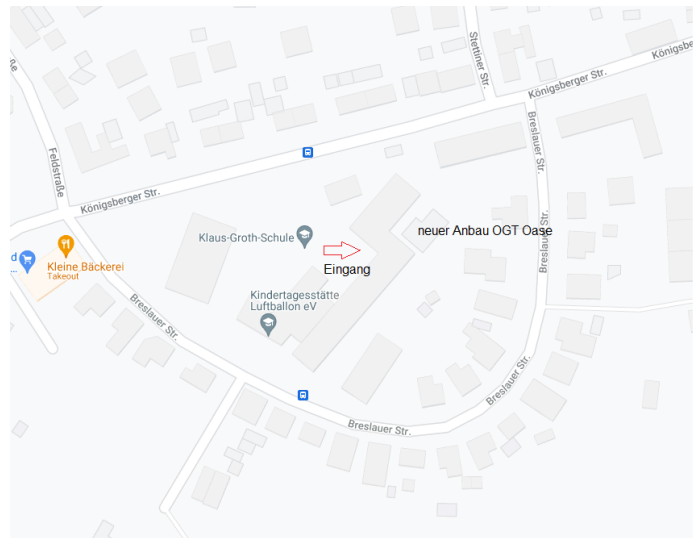 Stettiner Str.
Königsberger
Königsberger Str.
Breslauer Str.
Feldstraße
Königsberger Str.
neuer Anbau OGT Oase
Klaus-Groth-Schule
Eingang
Breslauer Str.
d
...
Kleine Bäckerei
Takeout
Kindertagesstätte
Luftballon eV
Breslauer Str.
Breslauer Str.
Breslauer Str.